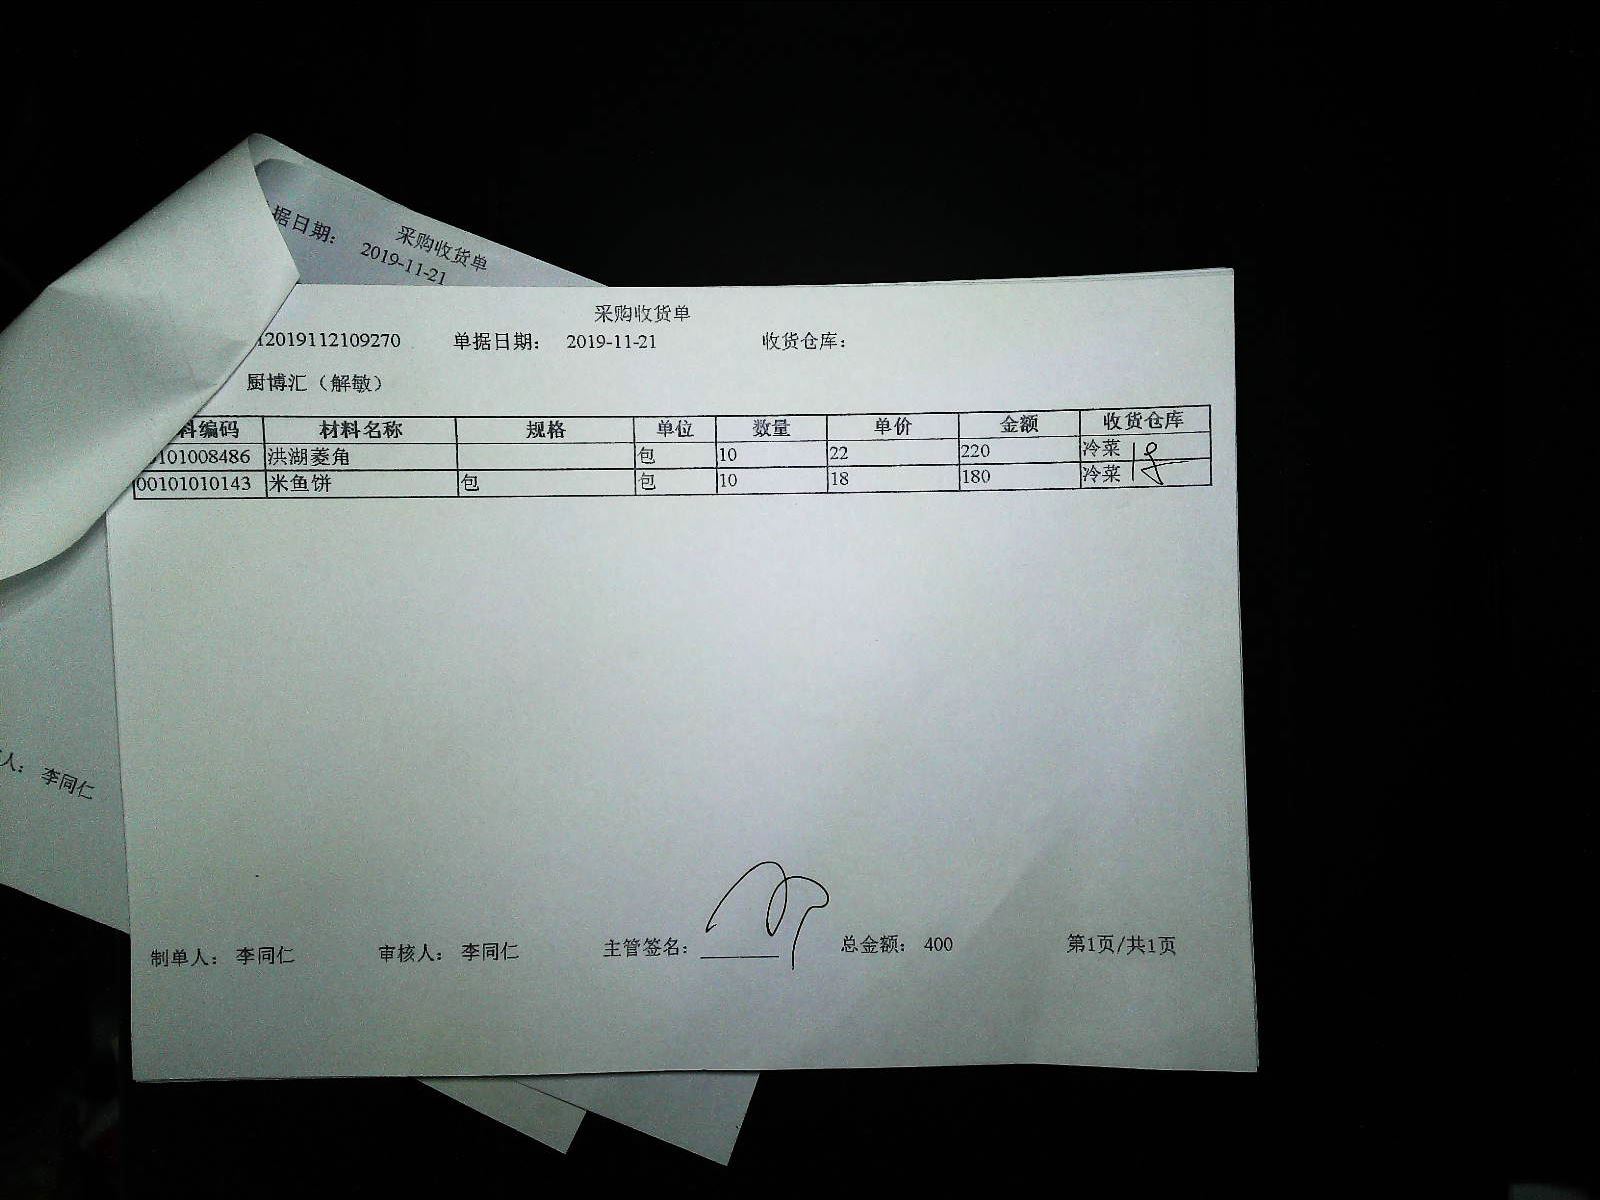 据日期： 2019-11-21
采购收货单
采购收货单
12019112109270 单据日期： 2019-11-21 收货仓库：
厨博汇（解敏）
料编码 材料名称 规格 单位 数量 单价 金额 收货仓库
101008486 洪湖菱角 包 10 22 220 冷菜
00101010143 米鱼饼 包 包 10 18 180 冷菜
人： 李同仁
制单人： 李同仁 审核人： 李同仁 主管签名： 总金额： 400 第1页/共1页